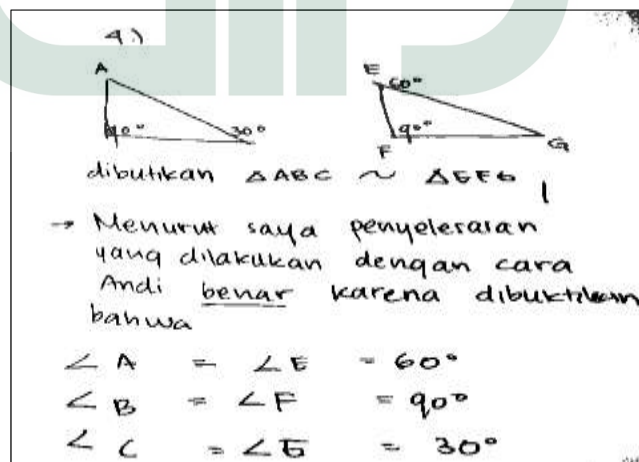 4.)
A
90° 30°
E
60°
90°
F
G
dibutikan △ABC ~ △EFG
→ Menurut saya penyelesaian
yang dilakukan dengan cara
Andi benar karena dibuktikan
bahwa
∠ A = ∠ E = 60°
∠ B = ∠ F = 90°
∠ C = ∠ G = 30°